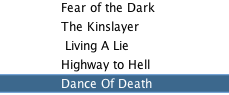 Fear of the Dark
The Kinslayer
Living A Lie
Highway to Hell
Dance Of Death